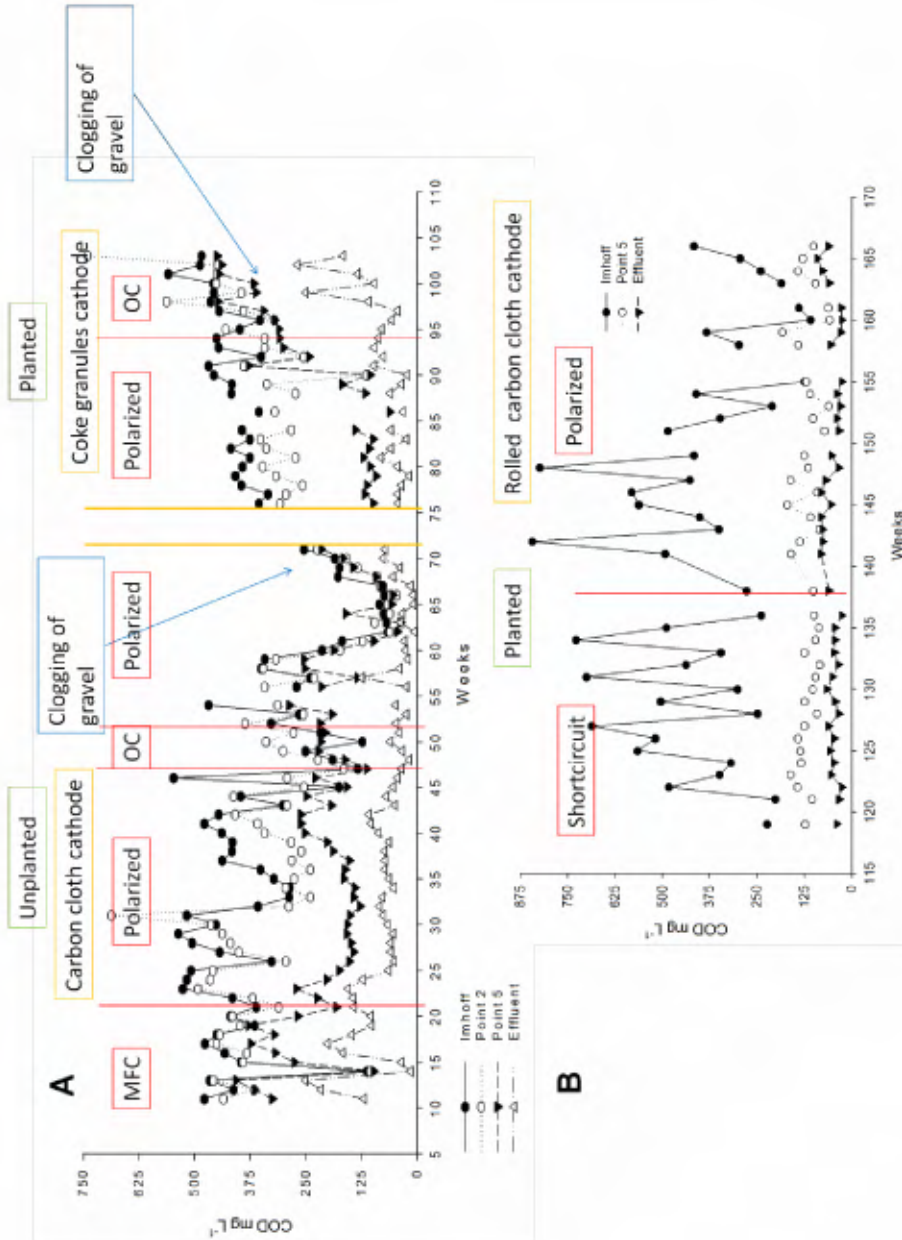 A
Unplanted
Planted
Carbon cloth cathode
Coke granules cathode
MFC
Polarized
OC
Polarized
Polarized
OC
Clogging of
gravel
Clogging of
gravel
COD mg L⁻¹
750
625
500
375
250
125
0
5 10 15 20 25 30 35 40 45 50 55 60 65 70 75 80 85 90 95 100 105 110
Weeks
Imhoff
Point 2
Point 5
Effluent
B
Planted
Rolled carbon cloth cathode
Shortcircuit
Polarized
Imhoff
Point 5
Effluent
COD mg L⁻¹
875
750
625
500
375
250
125
0
115 120 125 130 135 140 145 150 155 160 165 170
Weeks